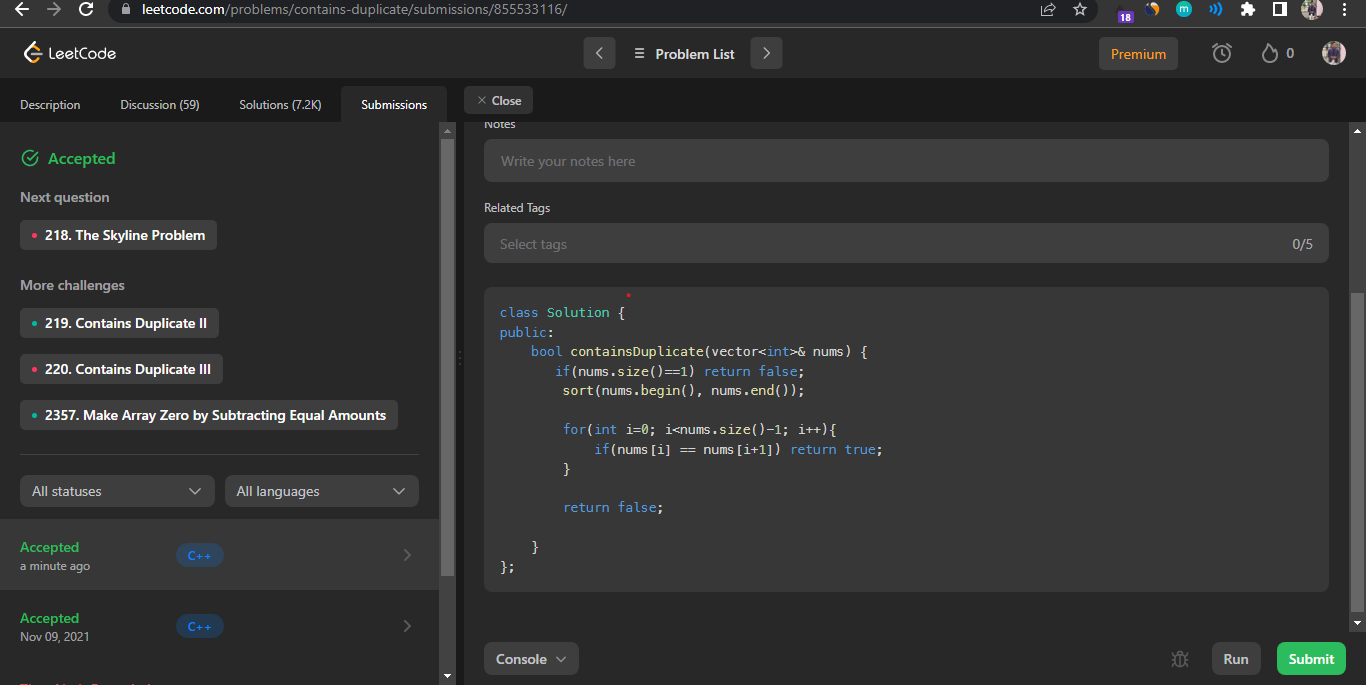 leetcode.com/problems/contains-duplicate/submissions/855533116/
18
m
LeetCode
Problem List
Premium
0
Description
Discussion (59)
Solutions (7.2K)
Submissions
Close
Accepted
Next question
218. The Skyline Problem
More challenges
219. Contains Duplicate II
220. Contains Duplicate III
2357. Make Array Zero by Subtracting Equal Amounts
All statuses
All languages
Accepted
C++
a minute ago
Accepted
C++
Nov 09, 2021
Notes
Write your notes here
Related Tags
Select tags
0/5
class Solution {
public:
    bool containsDuplicate(vector<int>& nums) {
       if(nums.size()==1) return false;
        sort(nums.begin(), nums.end());
        for(int i=0; i<nums.size()-1; i++){
            if(nums[i] == nums[i+1]) return true;
        }
        return false;
    }
};
Console
Run
Submit